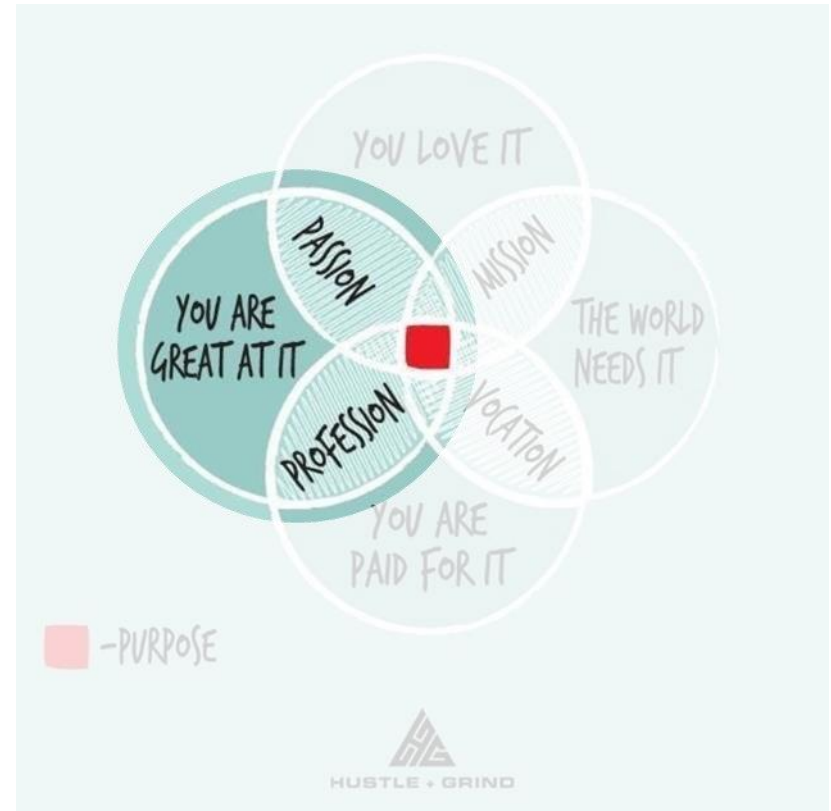 YOU LOVE IT
PASSION
MISSION
YOU ARE
GREAT AT IT
THE WORLD
NEEDS IT
PROFESSION
VOCATION
YOU ARE
PAID FOR IT
-PURPOSE
HUSTLE + GRIND